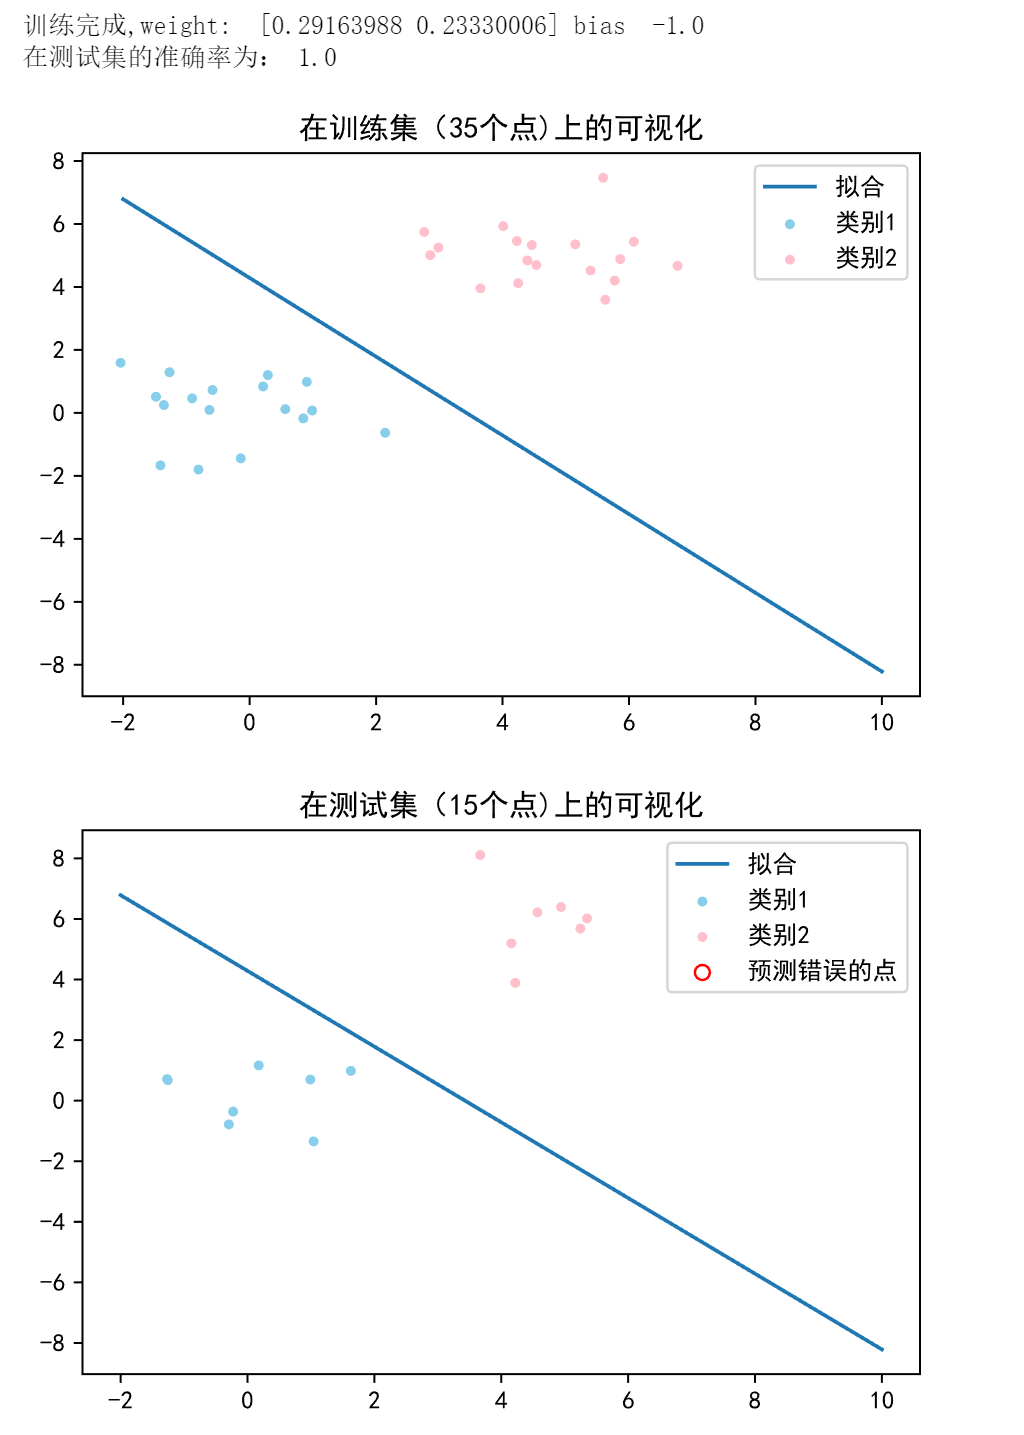 训练完成,weight:  [0.29163988 0.23330006] bias  -1.0
在测试集的准确率为： 1.0
在训练集（35个点)上的可视化
8
6
4
2
0
−2
−4
−6
−8
−2 0 2 4 6 8 10
拟合
类别1
类别2
在测试集（15个点)上的可视化
8
6
4
2
0
−2
−4
−6
−8
−2 0 2 4 6 8 10
拟合
类别1
类别2
预测错误的点